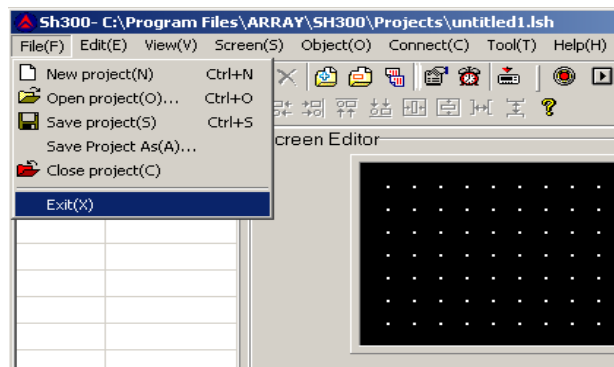 Sh300- C:\Program Files\ARRAY\SH300\Projects\untitled1.lsh
File(F) Edit(E) View(V) Screen(S) Object(O) Connect(C) Tool(T) Help(H)
New project(N) Ctrl+N
Open project(O)... Ctrl+O
Save project(S) Ctrl+S
Save Project As(A)...
Close project(C)
Exit(X)
creen Editor